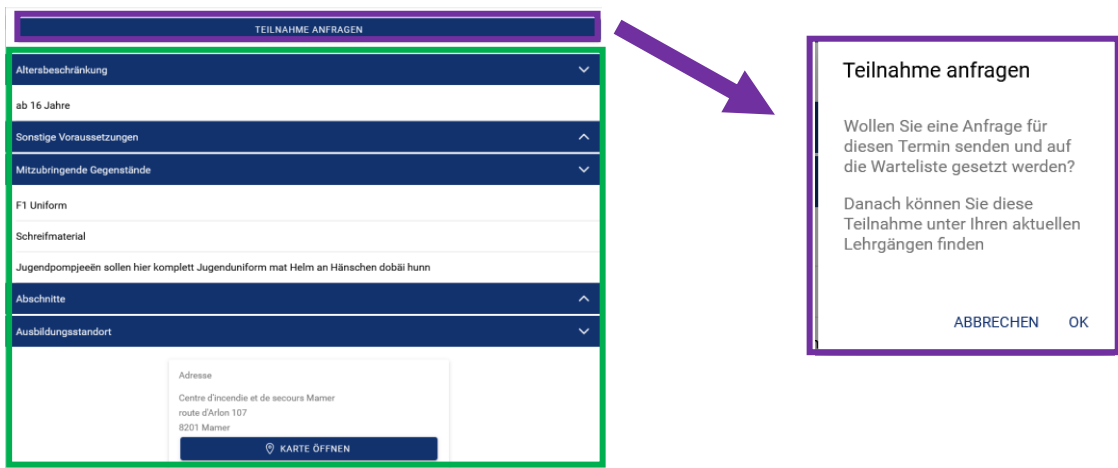 TEILNAHME ANFRAGEN
Altersbeschränkung
ab 16 Jahre
Sonstige Voraussetzungen
Mitzubringende Gegenstände
F1 Uniform
Schreifmaterial
Jugendpompjeeën sollen hier komplett Jugenduniform mat Helm an Hänschen dobäi hunn
Abschnitte
Ausbildungsstandort
Adresse
Centre d'incendie et de secours Mamer
route d'Arlon 107
8201 Mamer
KARTE ÖFFNEN
Teilnahme anfragen
Wollen Sie eine Anfrage für
diesen Termin senden und auf
die Warteliste gesetzt werden?
Danach können Sie diese
Teilnahme unter Ihren aktuellen
Lehrgängen finden
ABBRECHEN OK